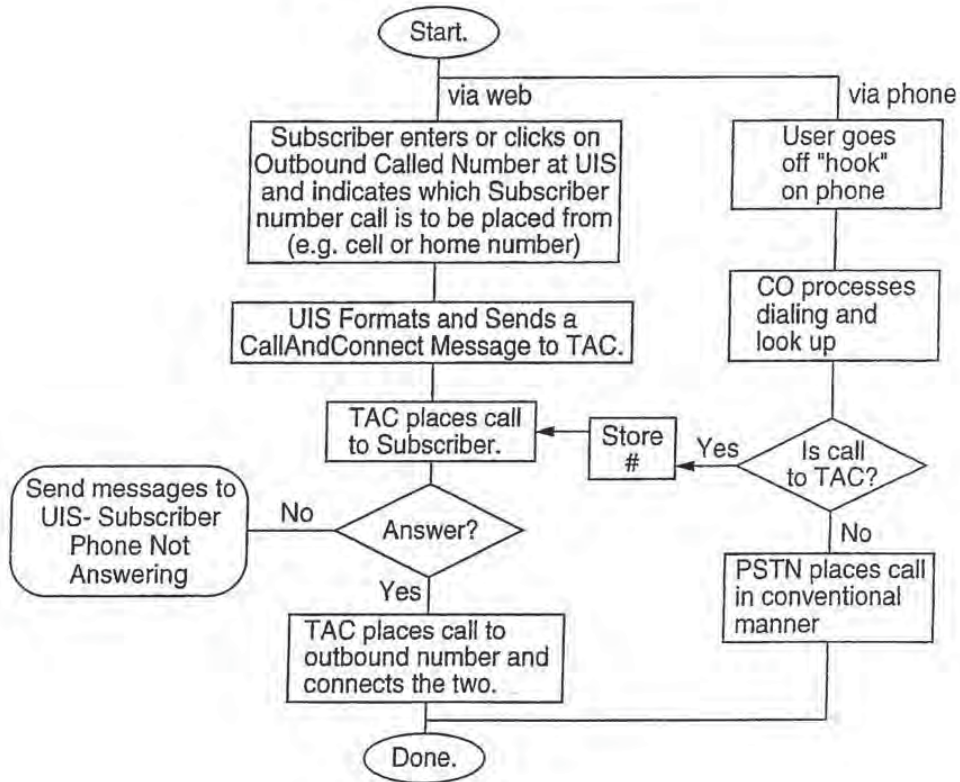 Start.
via web
via phone
Subscriber enters or clicks on
Outbound Called Number at UIS
and indicates which Subscriber
number call is to be placed from
(e.g. cell or home number)
User goes
off "hook"
on phone
UIS Formats and Sends a
CallAndConnect Message to TAC.
CO processes
dialing and
look up
TAC places call
to Subscriber.
Store
#
Yes
Is call
to TAC?
Send messages to
UIS- Subscriber
Phone Not
Answering
No
Answer?
No
Yes
PSTN places call
in conventional
manner
TAC places call to
outbound number and
connects the two.
Done.